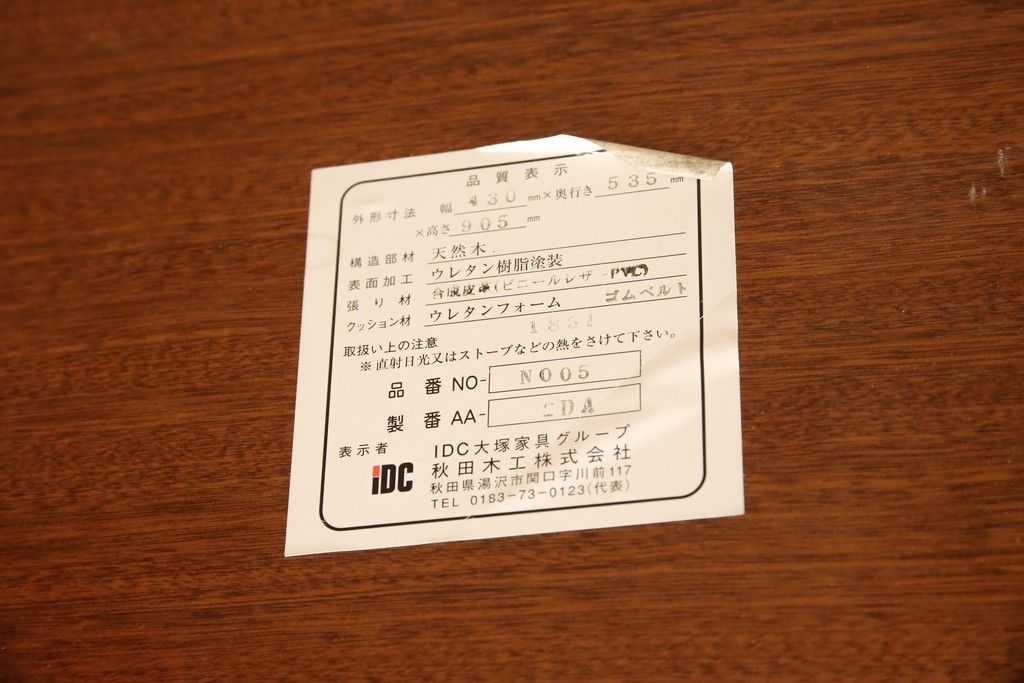 品質表示
外形寸法 幅 430 mm×奥行き 535 mm
×高さ 905 mm
構造部材 天然木
表面加工 ウレタン樹脂塗装
張り材 合成皮革(ビニールレザ-PVC)
クッション材 ウレタンフォーム ゴムベルト
取扱い上の注意
※直射日光又はストーブなどの熱をさけて下さい。
品番 NO- N005
製番 AA- DA
表示者 IDC大塚家具グループ
iDC 秋田木工株式会社
秋田県湯沢市関口字川前117
TEL 0183-73-0123(代表)